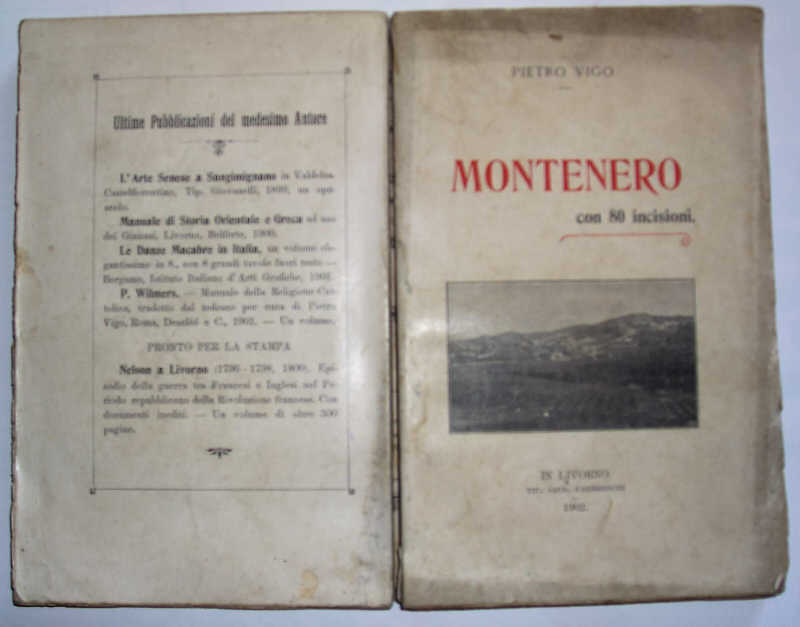 Ultime Pubblicazioni del medesimo Autore
L'Arte Senese a Sangimignano in Valdelsa.
Castelfiorentino, Tip. Giovannelli, 1899, un opu-
scolo.
Manuale di Storia Orientale e Greca ad uso
dei Ginnasi, Livorno, Belforte, 1900.
Le Danze Macabre in Italia, un volume ele-
gantissimo in 8., con 8 grandi tavole fuori testo —
Bergamo, Istituto Italiano d'Arti Grafiche, 1901.
P. Wilmers. — Manuale della Religione Cat-
tolica, tradotto dal tedesco per cura di Pietro
Vigo, Roma, Desclée e C., 1902. — Un volume.
PRONTO PER LA STAMPA
Nelson a Livorno (1796 - 1798, 1800). Epi-
sodio della guerra tra Francesi e Inglesi nel Pe-
riodo repubblicano della Rivoluzione francese. Con
documenti inediti. — Un volume di oltre 300
pagine.
PIETRO VIGO
MONTENERO
con 80 incisioni.
IN LIVORNO
TIP.
1902.